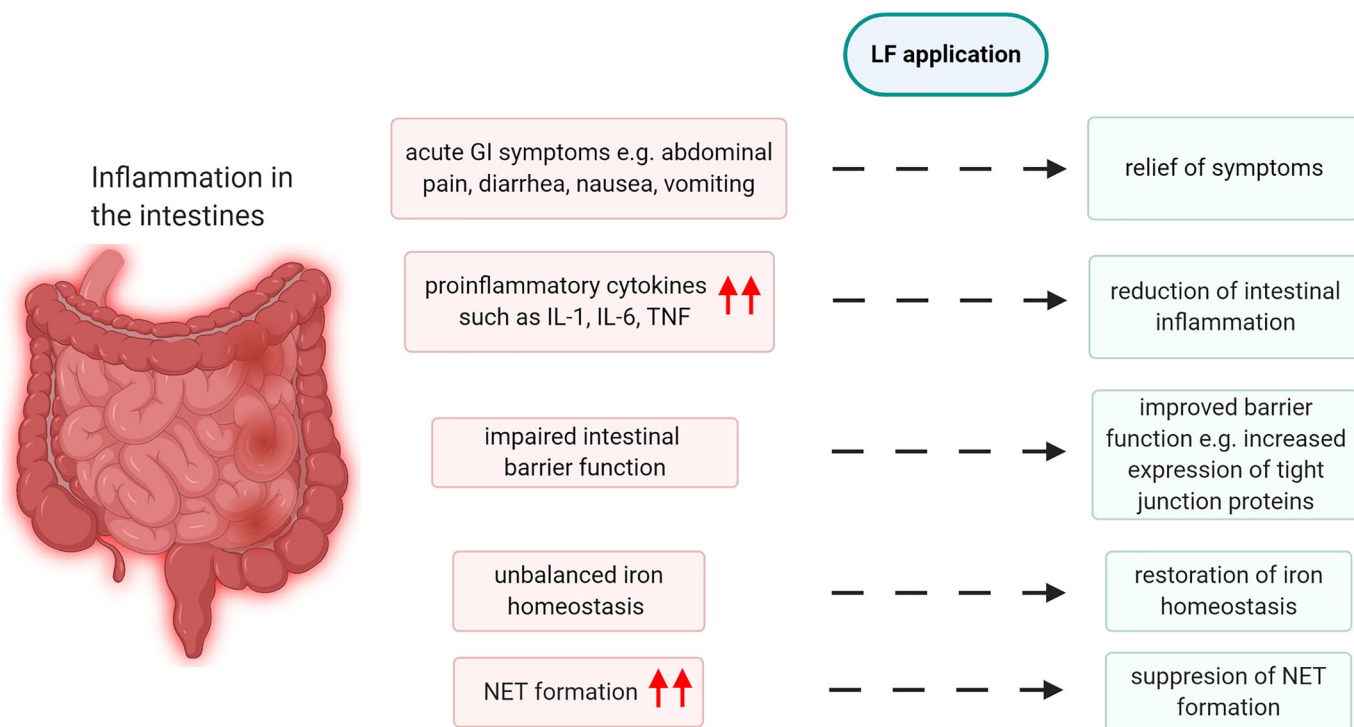 LF application
Inflammation in
the intestines
acute GI symptoms e.g. abdominal
pain, diarrhea, nausea, vomiting
relief of symptoms
proinflammatory cytokines
such as IL-1, IL-6, TNF
reduction of intestinal
inflammation
impaired intestinal
barrier function
improved barrier
function e.g. increased
expression of tight
junction proteins
unbalanced iron
homeostasis
restoration of iron
homeostasis
NET formation
suppresion of NET
formation